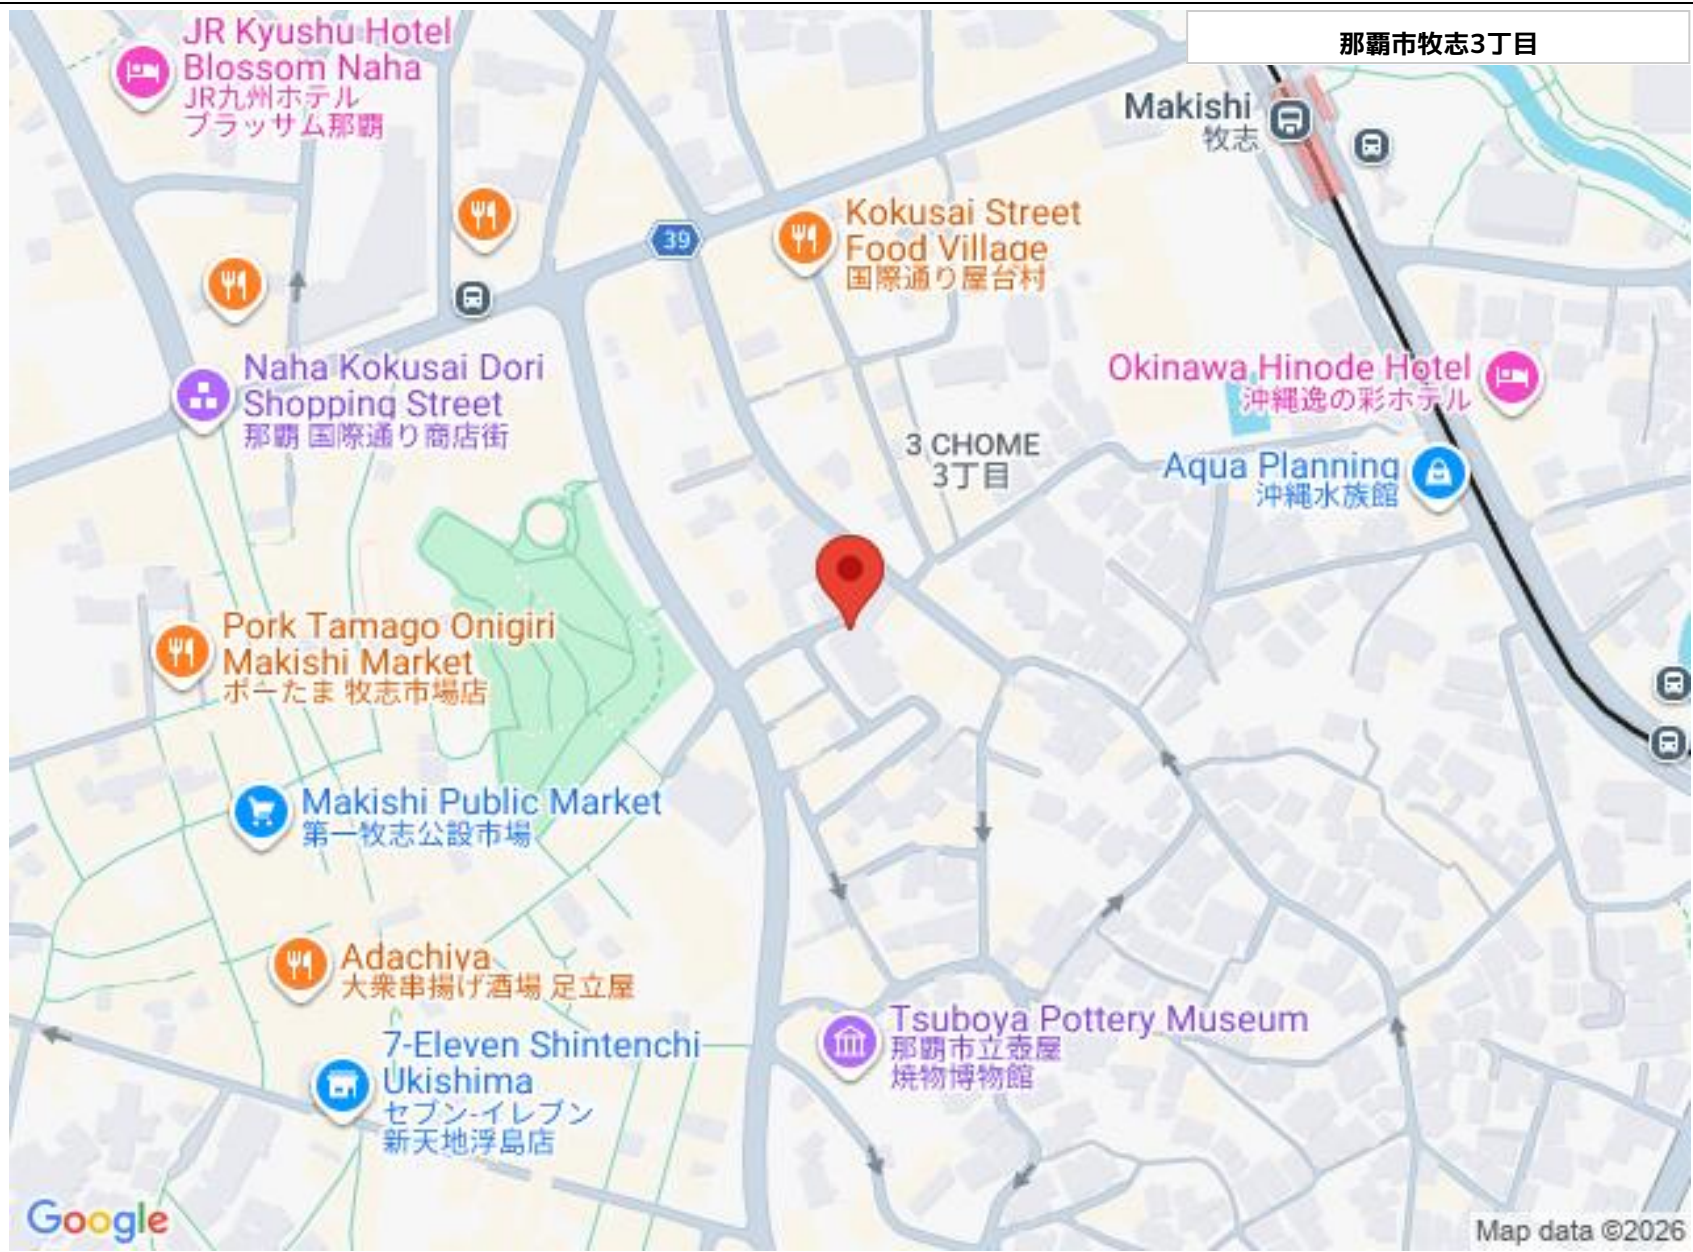 那覇市牧志3丁目
JR Kyushu Hotel
Blossom Naha
JR九州ホテル
ブラッサム那覇
Makishi
牧志
39
Kokusai Street
Food Village
国際通り屋台村
Naha Kokusai Dori
Shopping Street
那覇 国際通り商店街
Okinawa Hinode Hotel
沖縄逸の彩ホテル
3 CHOME
3丁目
Aqua Planning
沖縄水族館
Pork Tamago Onigiri
Makishi Market
ポーたま 牧志市場店
Makishi Public Market
第一牧志公設市場
Adachiya
大衆串揚げ酒場 足立屋
7-Eleven Shintenchi
Ukishima
セブン-イレブン
新天地浮島店
Tsuboya Pottery Museum
那覇市立壺屋
焼物博物館
Google
Map data ©2026